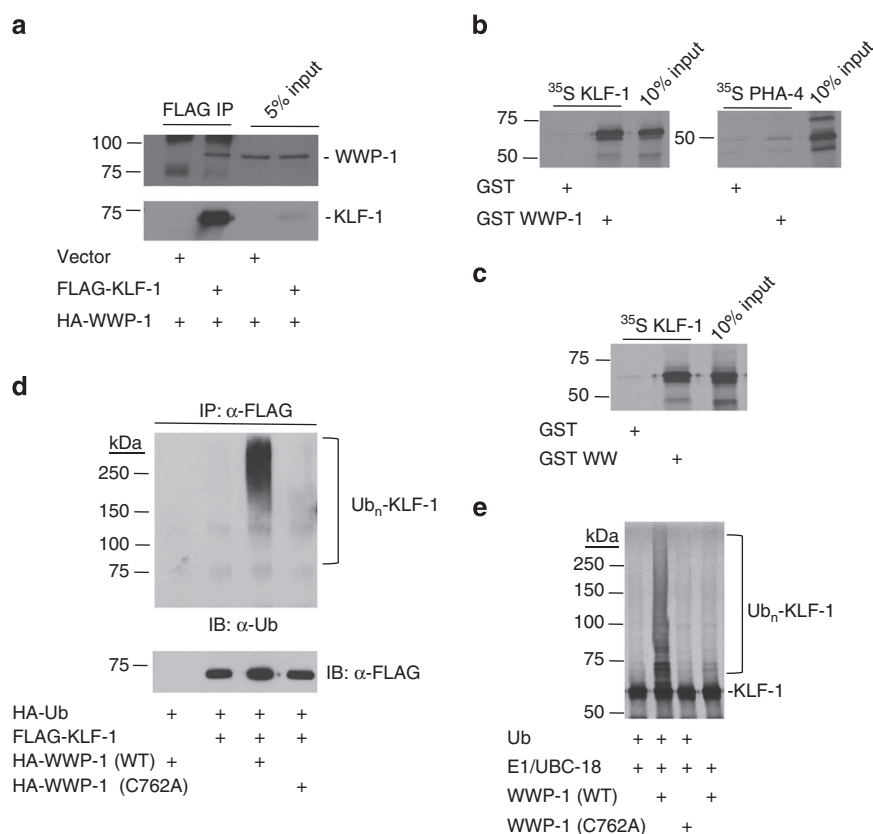 a
FLAG IP
5% input
100
75
- WWP-1
75
-KLF-1
Vector + +
FLAG-KLF-1 + +
HA-WWP-1 + + + +
b
35S KLF-1
10% input
35S PHA-4
10% input
75
50
50
GST + +
GST WWP-1 + +
c
35S KLF-1
10% input
75
50
GST +
GST WW +
d
IP: α-FLAG
kDa
250
150
100
75
Ubn-KLF-1
IB: α-Ub
75
IB: α-FLAG
HA-Ub + + + +
FLAG-KLF-1 + + +
HA-WWP-1 (WT) + +
HA-WWP-1 (C762A) +
e
kDa
250
150
100
75
50
Ubn-KLF-1
-KLF-1
Ub + + +
E1/UBC-18 + + + +
WWP-1 (WT) + +
WWP-1 (C762A) +